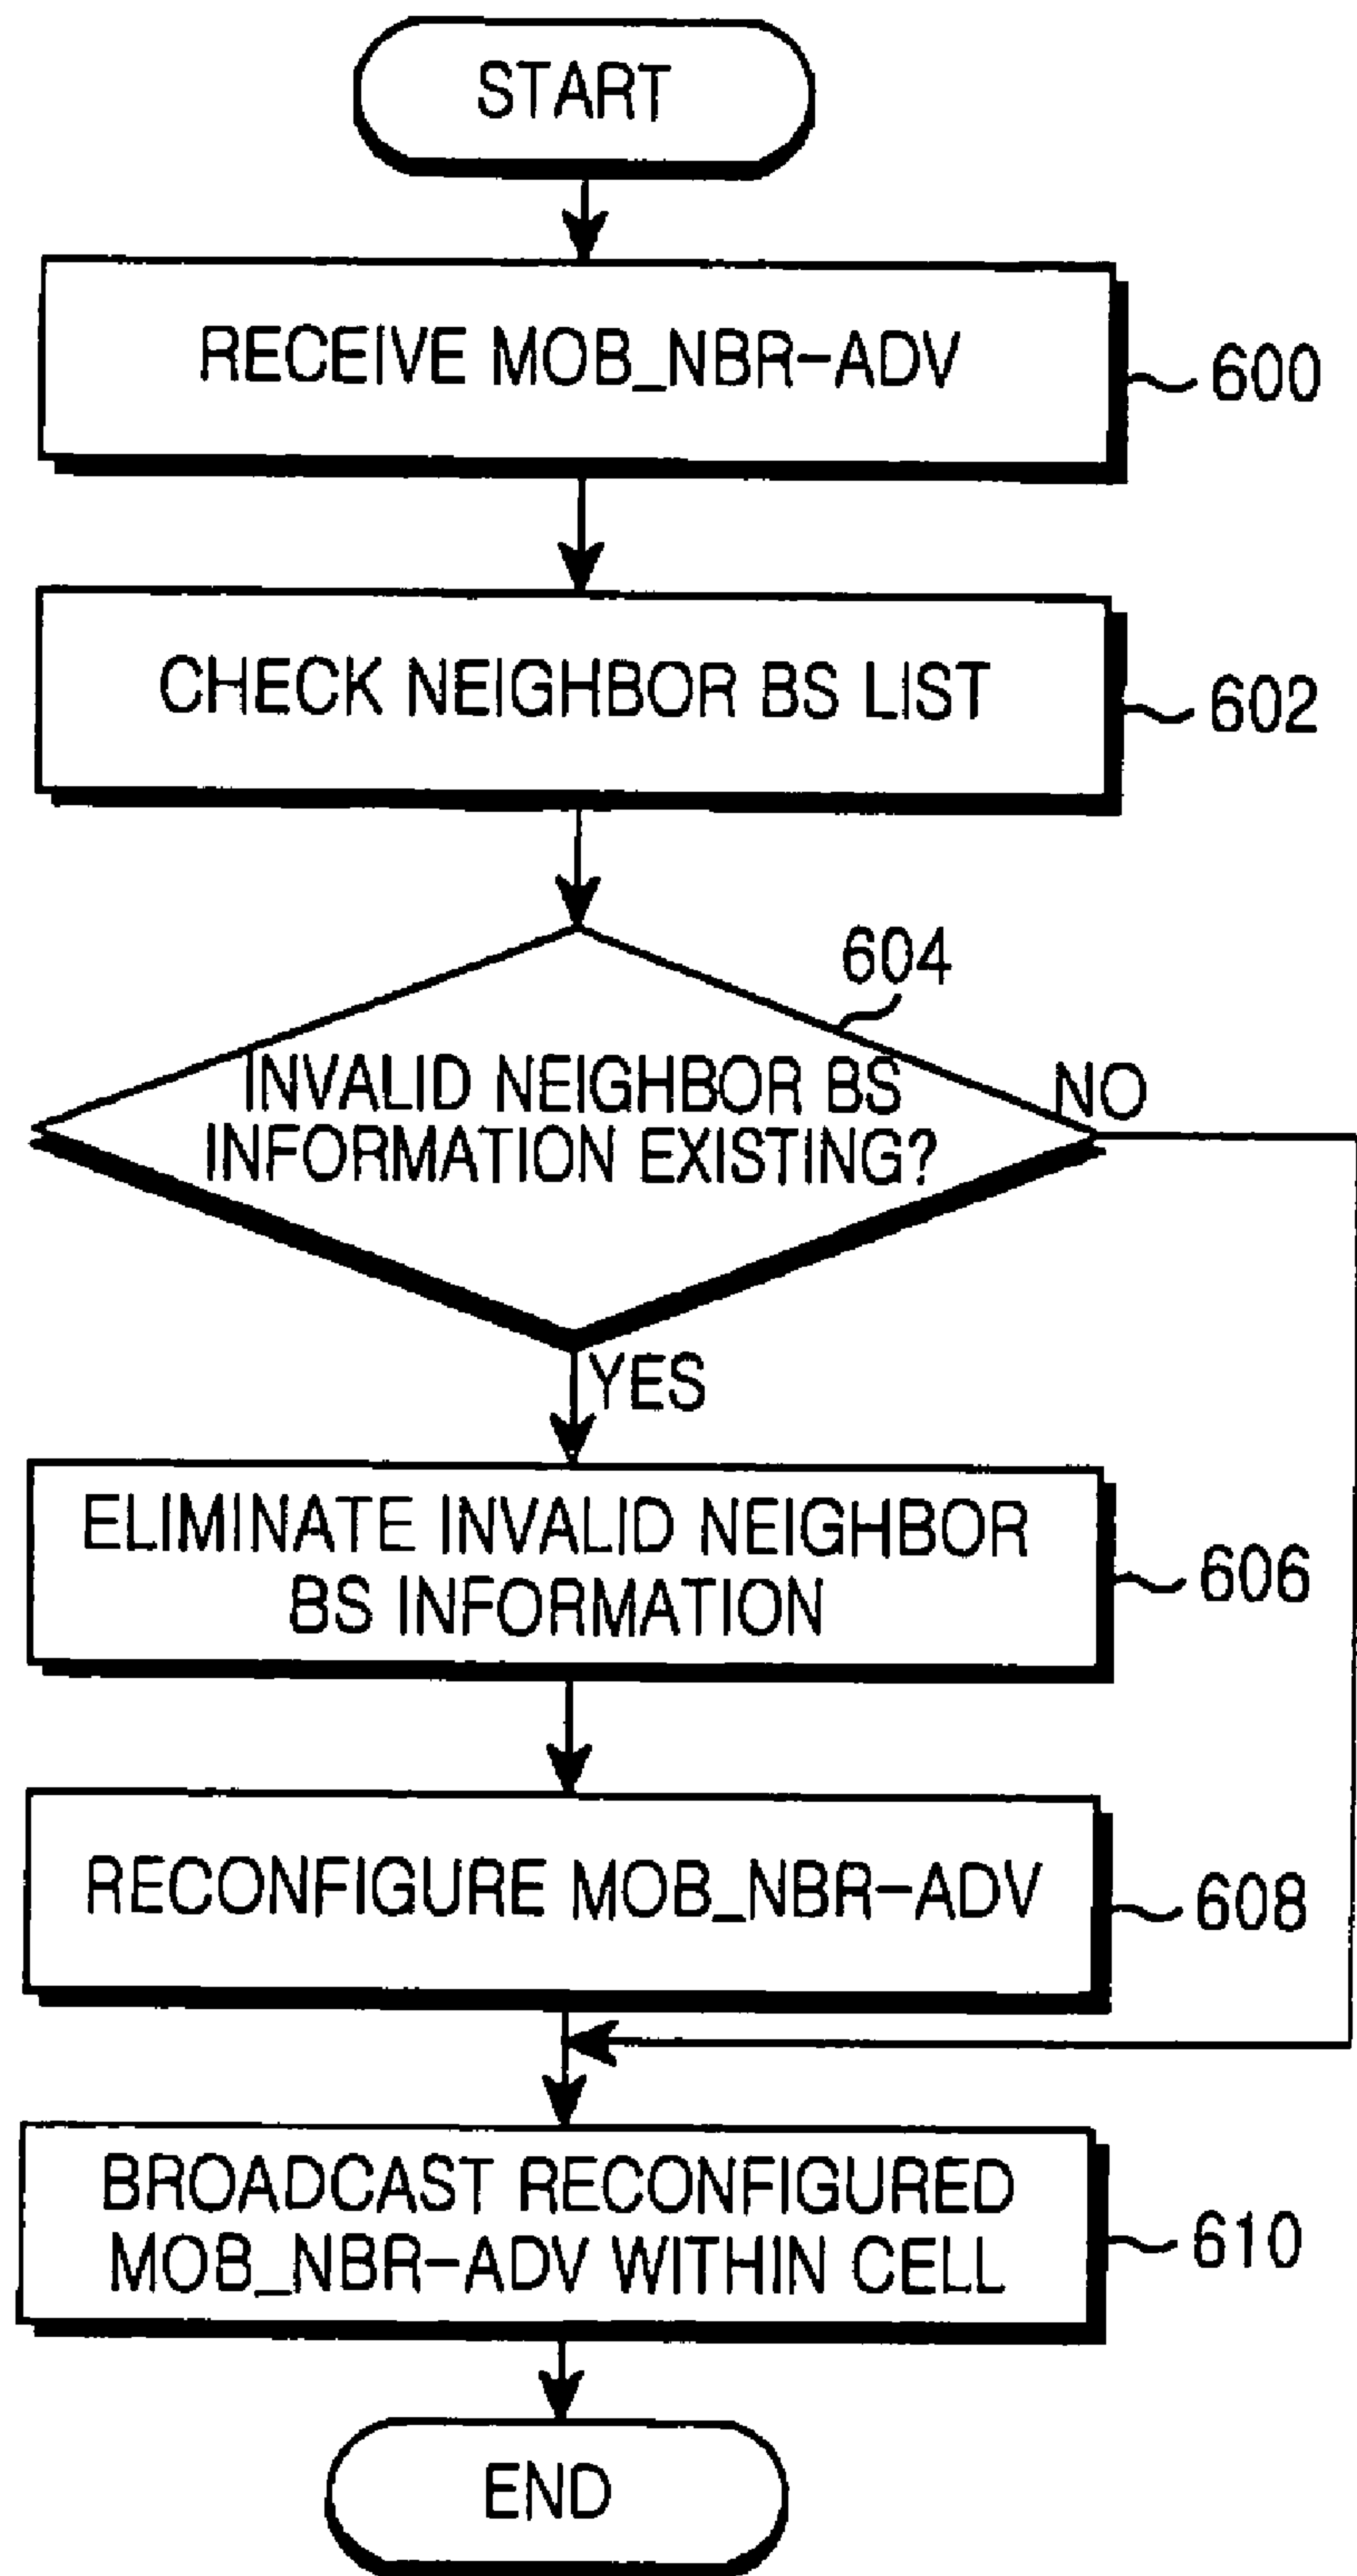 START
RECEIVE MOB_NBR-ADV
600
CHECK NEIGHBOR BS LIST
602
604
INVALID NEIGHBOR BS
INFORMATION EXISTING?
NO
YES
ELIMINATE INVALID NEIGHBOR
BS INFORMATION
606
RECONFIGURE MOB_NBR-ADV
608
BROADCAST RECONFIGURED
MOB_NBR-ADV WITHIN CELL
610
END